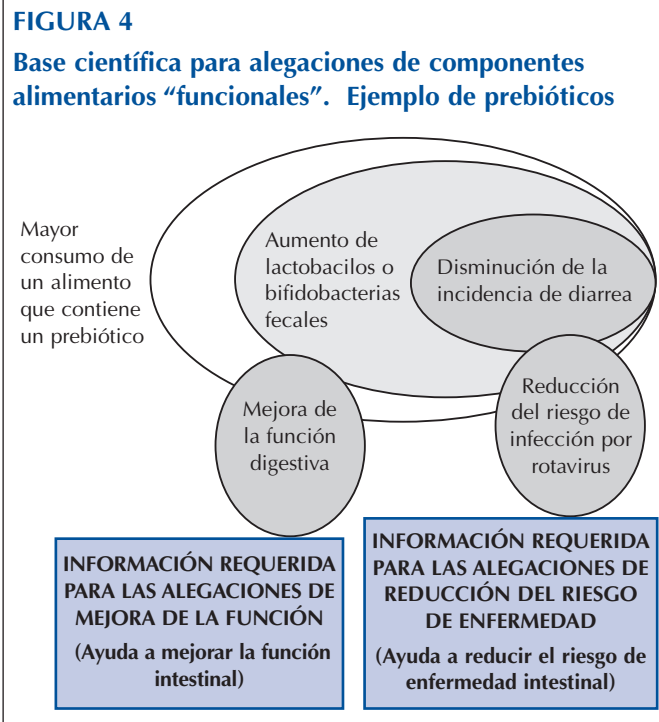 FIGURA 4
Base científica para alegaciones de componentes
alimentarios “funcionales”. Ejemplo de prebióticos
Mayor
consumo de
un alimento
que contiene
un prebiótico
Aumento de
lactobacilos o
bifidobacterias
fecales
Disminución de la
incidencia de diarrea
Mejora de
la función
digestiva
Reducción
del riesgo de
infección por
rotavirus
INFORMACIÓN REQUERIDA
PARA LAS ALEGACIONES DE
MEJORA DE LA FUNCIÓN
(Ayuda a mejorar la función
intestinal)
INFORMACIÓN REQUERIDA
PARA LAS ALEGACIONES DE
REDUCCIÓN DEL RIESGO
DE ENFERMEDAD
(Ayuda a reducir el riesgo de
enfermedad intestinal)